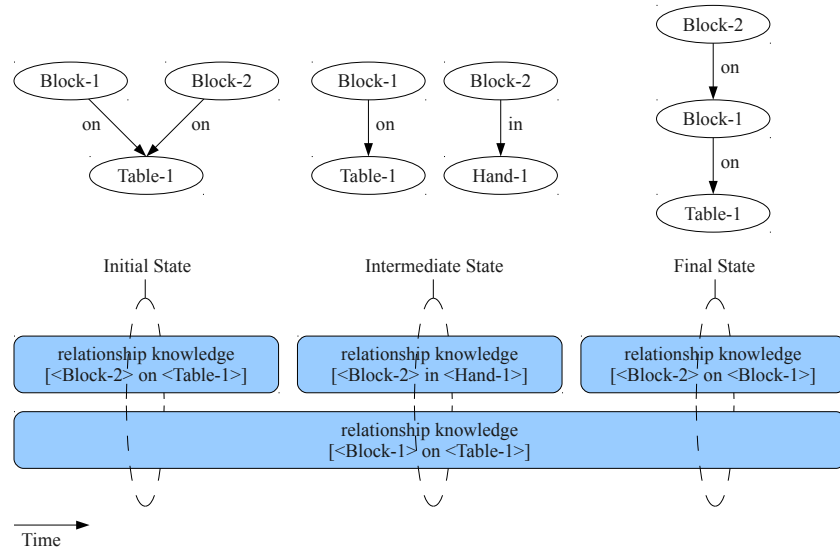 Block-2
on
Block-1 Block-2 Block-1 Block-2 Block-1
on on on in on
Table-1 Table-1 Hand-1 Table-1
Initial State Intermediate State Final State
relationship knowledge
[<Block-2> on <Table-1>]
relationship knowledge
[<Block-2> in <Hand-1>]
relationship knowledge
[<Block-2> on <Block-1>]
relationship knowledge
[<Block-1> on <Table-1>]
Time